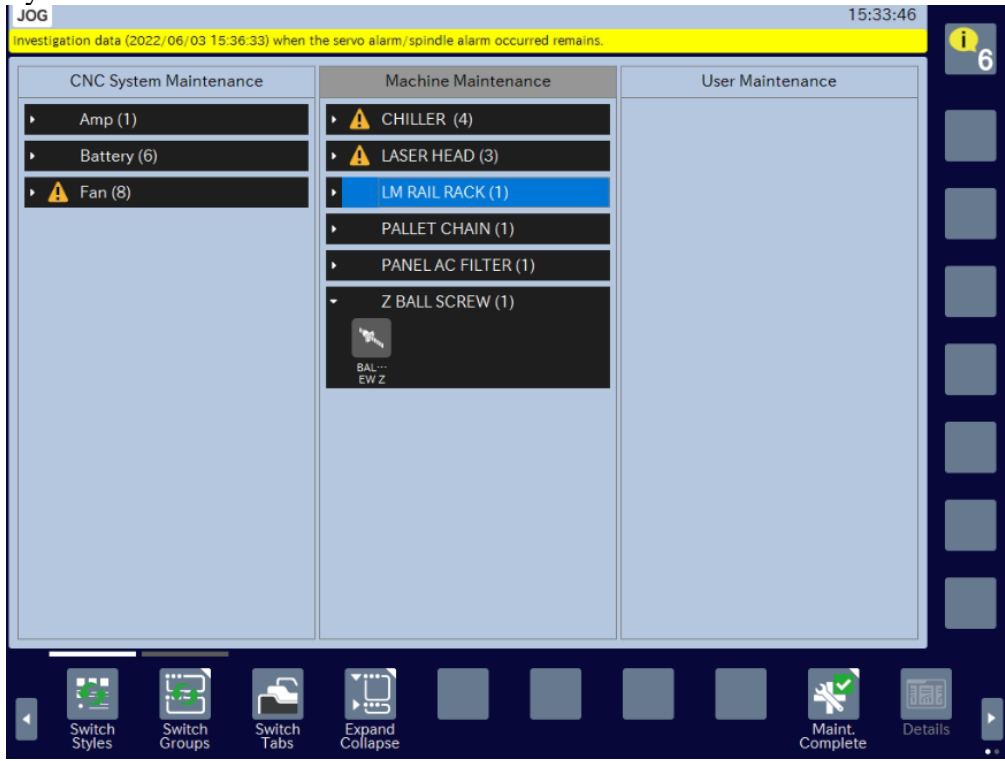 JOG
15:33:46
Investigation data (2022/06/03 15:36:33) when the servo alarm/spindle alarm occurred remains.
i
6
CNC System Maintenance
Amp (1)
Battery (6)
Fan (8)
Machine Maintenance
CHILLER (4)
LASER HEAD (3)
LM RAIL RACK (1)
PALLET CHAIN (1)
PANEL AC FILTER (1)
Z BALL SCREW (1)
BAL…
EW Z
User Maintenance
Switch
Styles
Switch
Groups
Switch
Tabs
Expand
Collapse
Maint.
Complete
Details